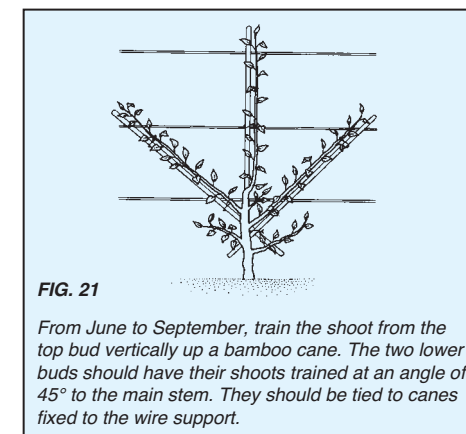 FIG. 21
From June to September, train the shoot from the
top bud vertically up a bamboo cane. The two lower
buds should have their shoots trained at an angle of
45° to the main stem. They should be tied to canes
fixed to the wire support.